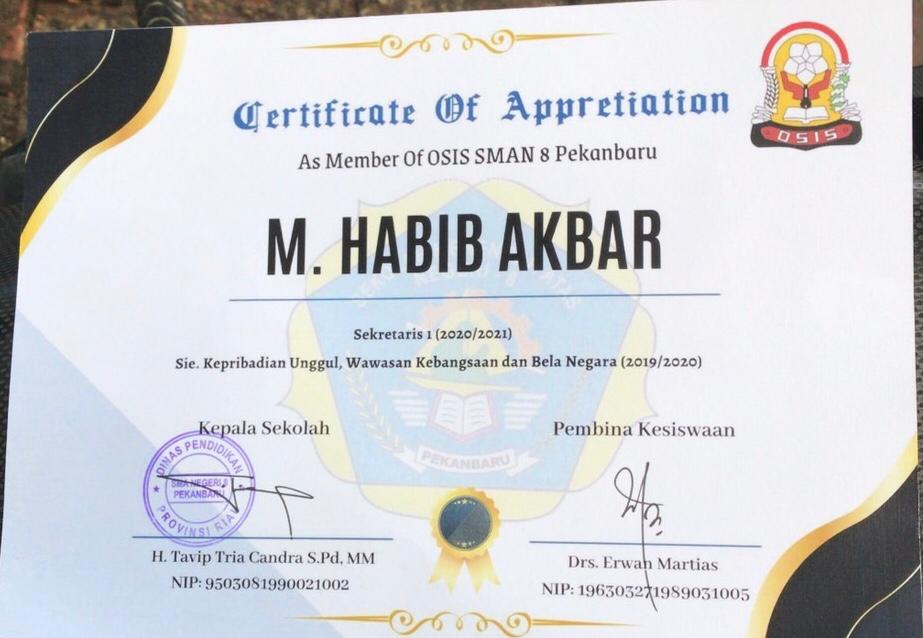 Certificate Of Appretiation
As Member Of OSIS SMAN 8 Pekanbaru
OSIS
M. HABIB AKBAR
Sekretaris 1 (2020/2021)
Sie. Kepribadian Unggul, Wawasan Kebangsaan dan Bela Negara (2019/2020)
Kepala Sekolah
Pembina Kesiswaan
DINAS PENDIDIKAN
PROVINSI RIAU
SMA NEGERI 8
PEKANBARU
PEKANBARU
H. Tavip Tria Candra S.Pd, MM
NIP: 9503081990021002
Drs. Erwan Martias
NIP: 196303271989031005